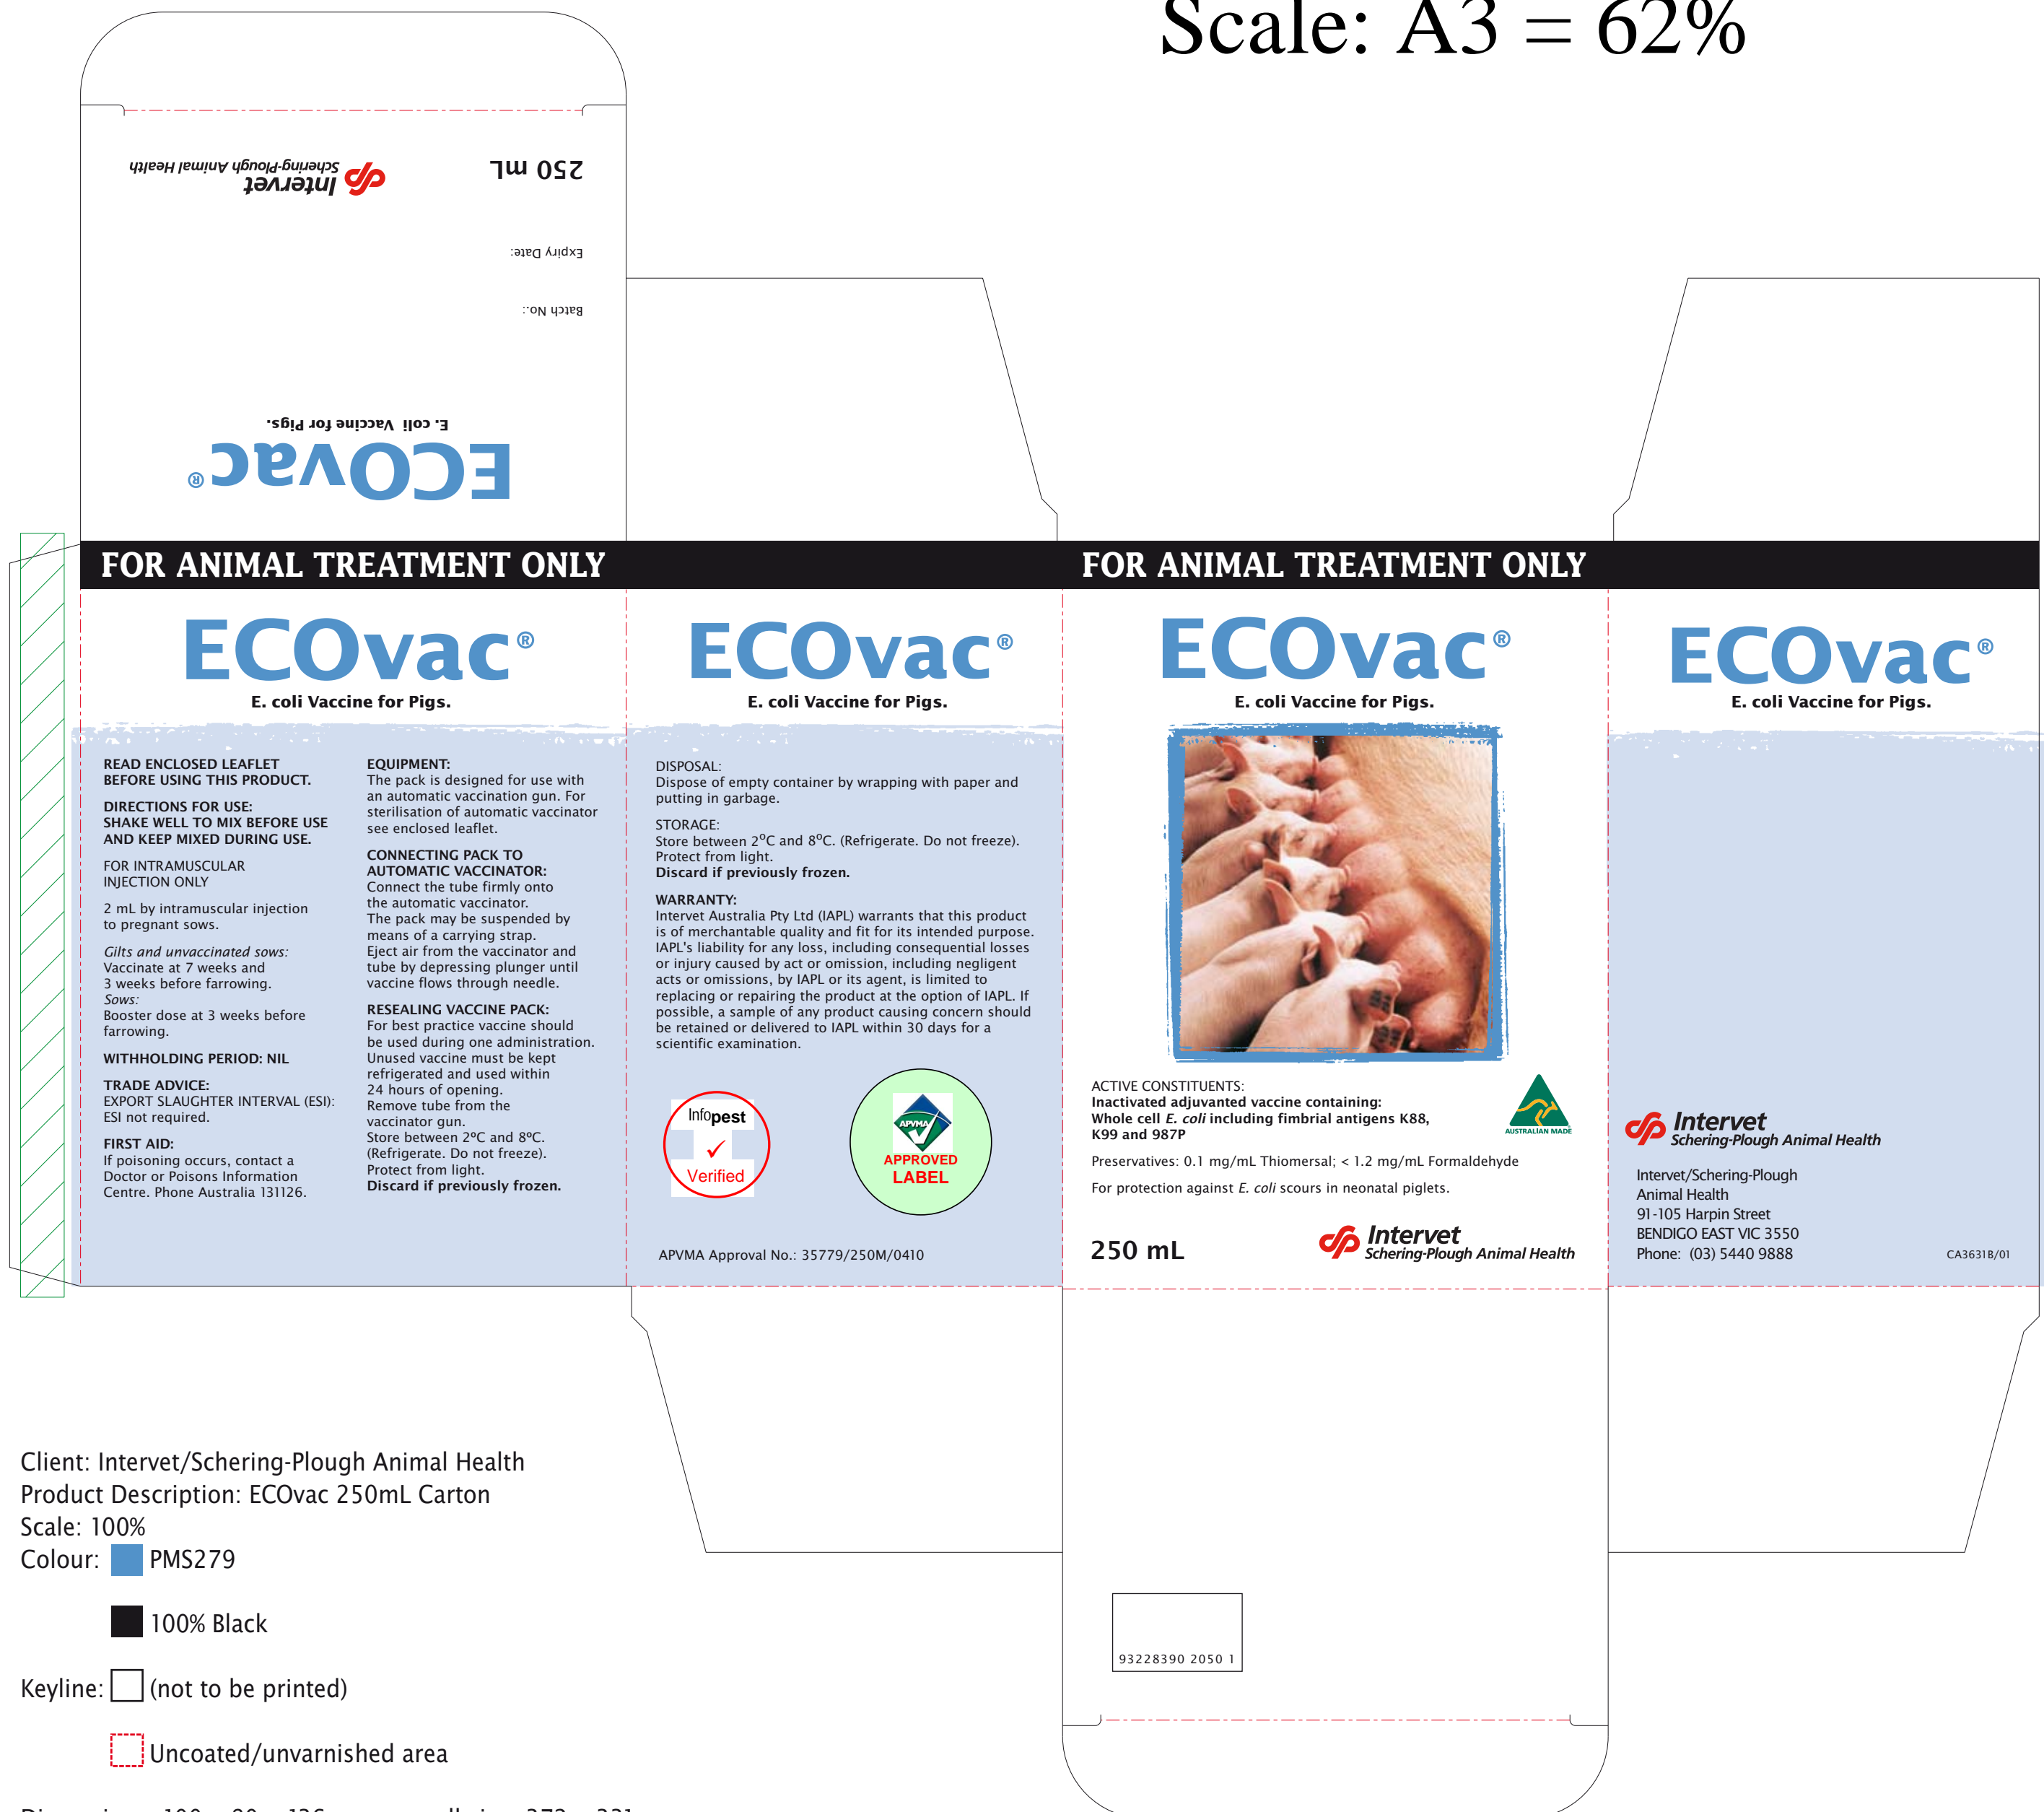 Scale: A3 = 62%
250 mL
Intervet
Schering-Plough Animal Health
Expiry Date:
Batch No.:
E. coli Vaccine for Pigs.
ECOvac®
FOR ANIMAL TREATMENT ONLY
FOR ANIMAL TREATMENT ONLY
ECOvac®
E. coli Vaccine for Pigs.
READ ENCLOSED LEAFLET
BEFORE USING THIS PRODUCT.
DIRECTIONS FOR USE:
SHAKE WELL TO MIX BEFORE USE
AND KEEP MIXED DURING USE.
FOR INTRAMUSCULAR
INJECTION ONLY
2 mL by intramuscular injection
to pregnant sows.
Gilts and unvaccinated sows:
Vaccinate at 7 weeks and
3 weeks before farrowing.
Sows:
Booster dose at 3 weeks before
farrowing.
WITHHOLDING PERIOD: NIL
TRADE ADVICE:
EXPORT SLAUGHTER INTERVAL (ESI):
ESI not required.
FIRST AID:
If poisoning occurs, contact a
Doctor or Poisons Information
Centre. Phone Australia 131126.
EQUIPMENT:
The pack is designed for use with
an automatic vaccination gun. For
sterilisation of automatic vaccinator
see enclosed leaflet.
CONNECTING PACK TO
AUTOMATIC VACCINATOR:
Connect the tube firmly onto
the automatic vaccinator.
The pack may be suspended by
means of a carrying strap.
Eject air from the vaccinator and
tube by depressing plunger until
vaccine flows through needle.
RESEALING VACCINE PACK:
For best practice vaccine should
be used during one administration.
Unused vaccine must be kept
refrigerated and used within
24 hours of opening.
Remove tube from the
vaccinator gun.
Store between 2ºC and 8ºC.
(Refrigerate. Do not freeze).
Protect from light.
Discard if previously frozen.
ECOvac®
E. coli Vaccine for Pigs.
DISPOSAL:
Dispose of empty container by wrapping with paper and
putting in garbage.
STORAGE:
Store between 2ºC and 8ºC. (Refrigerate. Do not freeze).
Protect from light.
Discard if previously frozen.
WARRANTY:
Intervet Australia Pty Ltd (IAPL) warrants that this product
is of merchantable quality and fit for its intended purpose.
IAPL's liability for any loss, including consequential losses
or injury caused by act or omission, including negligent
acts or omissions, by IAPL or its agent, is limited to
replacing or repairing the product at the option of IAPL. If
possible, a sample of any product causing concern should
be retained or delivered to IAPL within 30 days for a
scientific examination.
Infopest
Verified
APVMA
APPROVED
LABEL
APVMA Approval No.: 35779/250M/0410
ECOvac®
E. coli Vaccine for Pigs.
ACTIVE CONSTITUENTS:
Inactivated adjuvanted vaccine containing:
Whole cell E. coli including fimbrial antigens K88,
K99 and 987P
Preservatives: 0.1 mg/mL Thiomersal; < 1.2 mg/mL Formaldehyde
For protection against E. coli scours in neonatal piglets.
AUSTRALIAN MADE
250 mL
Intervet
Schering-Plough Animal Health
ECOvac®
E. coli Vaccine for Pigs.
Intervet
Schering-Plough Animal Health
Intervet/Schering-Plough
Animal Health
91-105 Harpin Street
BENDIGO EAST VIC 3550
Phone: (03) 5440 9888
CA3631B/01
93228390 2050 1
Client: Intervet/Schering-Plough Animal Health
Product Description: ECOvac 250mL Carton
Scale: 100%
Colour: PMS279
100% Black
Keyline: (not to be printed)
Uncoated/unvarnished area